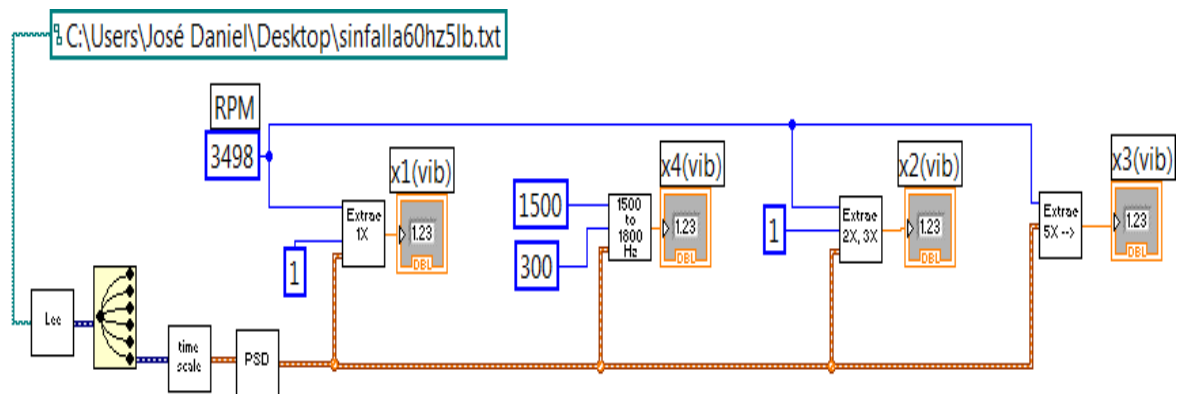 C:\Users\José Daniel\Desktop\sinfalla60hz5lb.txt
RPM
3498
x1(vib)
x4(vib)
x2(vib)
x3(vib)
Extrae
1X
1.23
DBL
1
1500
300
1500
to
1800
Hz
1.23
DBL
1
Extrae
2X, 3X
1.23
DBL
Extrae
5X -->
1.23
DBL
Lee
time
scale
PSD